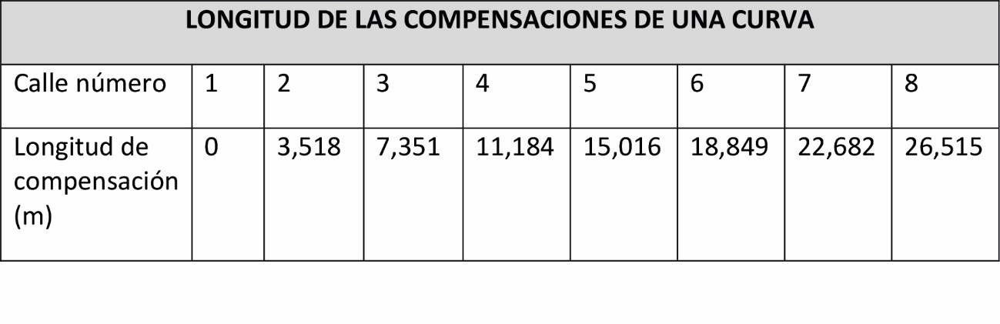 LONGITUD DE LAS COMPENSACIONES DE UNA CURVA
Calle número 1 2 3 4 5 6 7 8
Longitud de 0 3,518 7,351 11,184 15,016 18,849 22,682 26,515
compensación
(m)